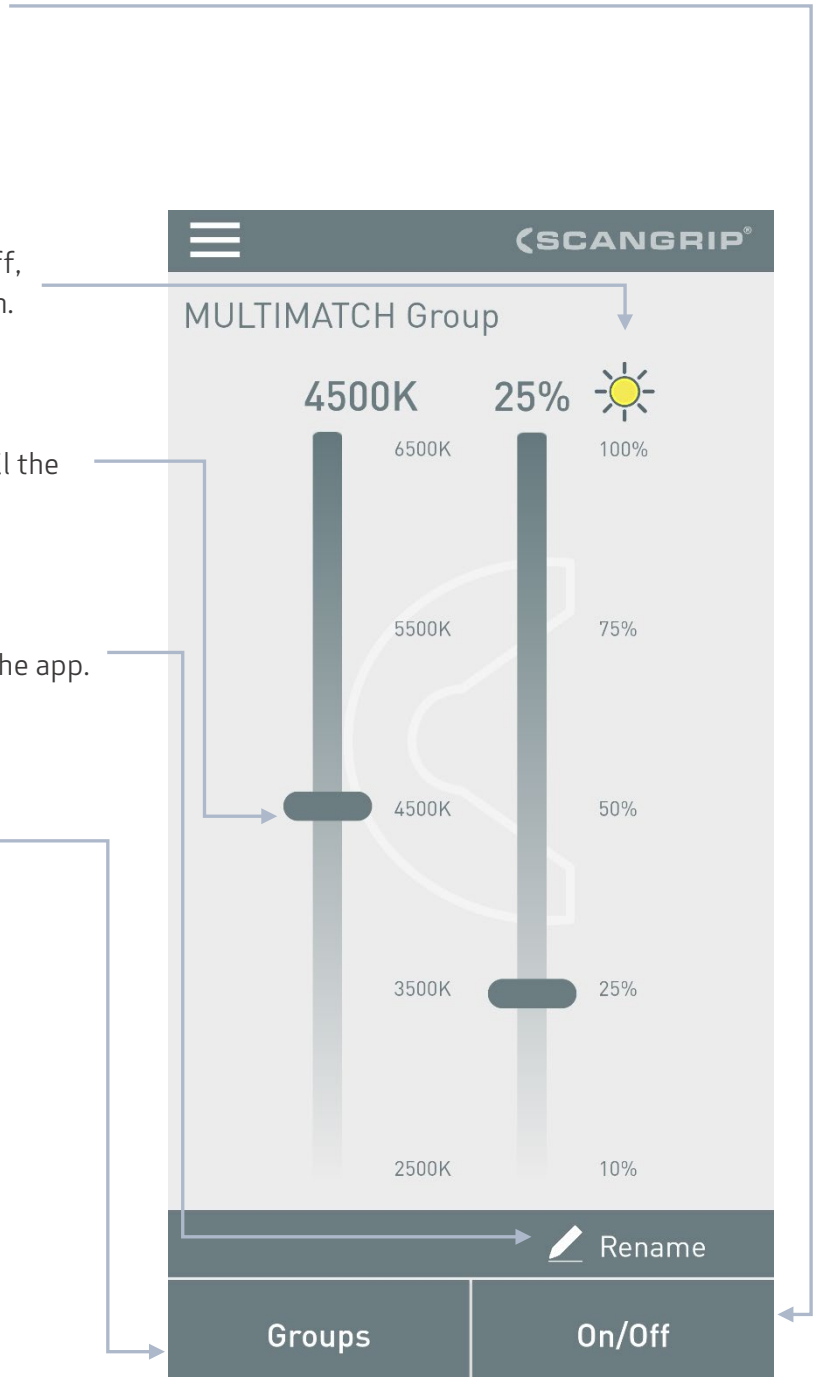 SCANGRIP®
MULTIMATCH Group
4500K 25%
6500K 100%
5500K 75%
4500K 50%
3500K 25%
2500K 10%
Rename
Groups On/Off
the
he app.